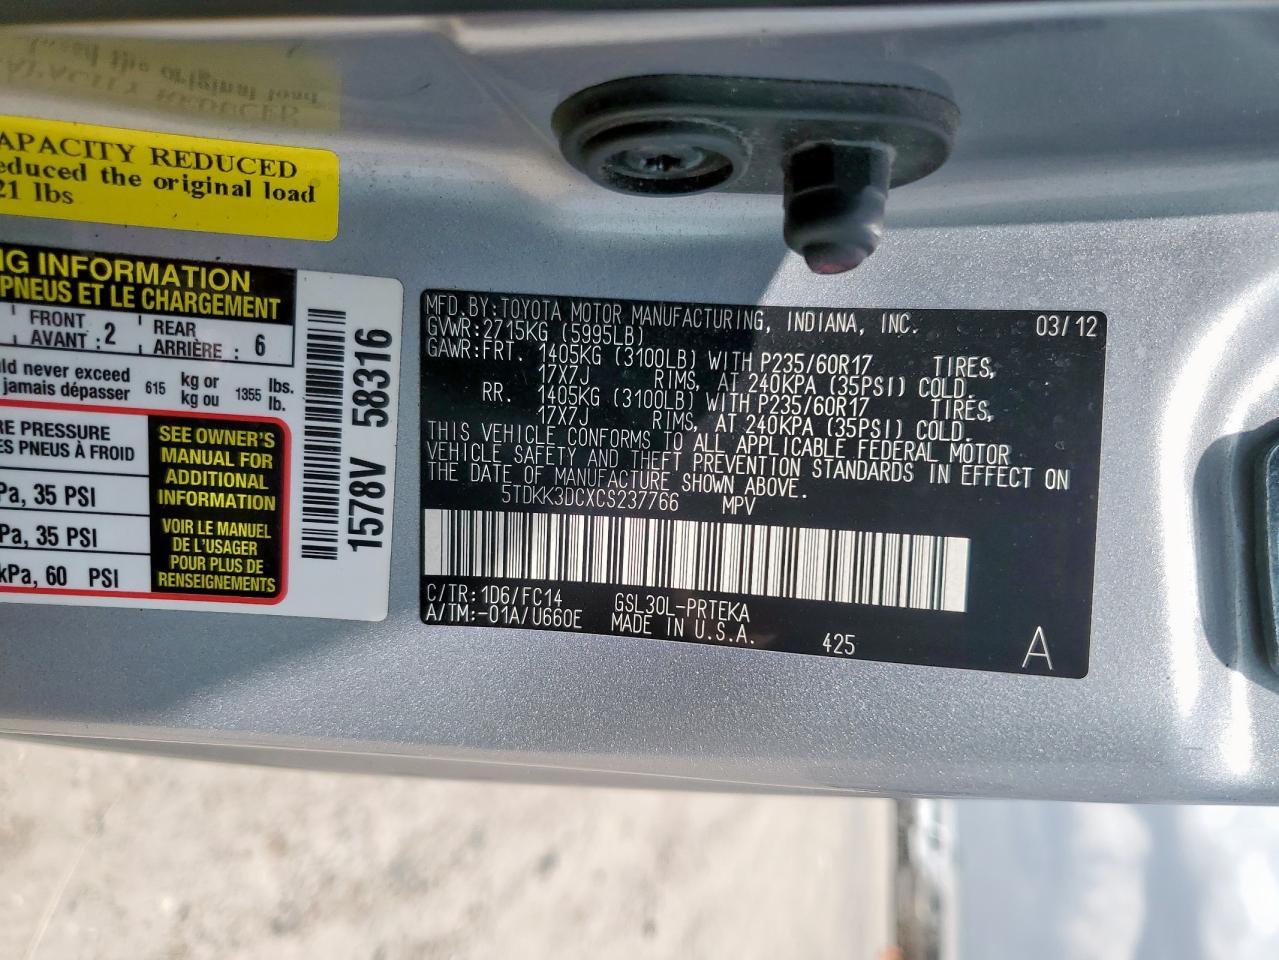 APACITY REDUCED
educed the original load
21 lbs
NG INFORMATION
PNEUS ET LE CHARGEMENT
FRONT
AVANT : 2
REAR
ARRIÈRE : 6
uld never exceed
jamais dépasser
615
kg or
kg ou
1355
lbs.
lb.
RE PRESSURE
ES PNEUS À FROID
Pa, 35 PSI
Pa, 35 PSI
kPa, 60 PSI
SEE OWNER'S
MANUAL FOR
ADDITIONAL
INFORMATION
VOIR LE MANUEL
DE L'USAGER
POUR PLUS DE
RENSEIGNEMENTS
1578V 58316
MFD. BY: TOYOTA MOTOR MANUFACTURING, INDIANA, INC. 03/12
GVWR: 2715KG (5995LB)
GAWR: FRT. 1405KG (3100LB) WITH P235/60R17 TIRES,
17X7J RIMS, AT 240KPA (35PSI) COLD.
RR. 1405KG (3100LB) WITH P235/60R17 TIRES,
17X7J RIMS, AT 240KPA (35PSI) COLD.
THIS VEHICLE CONFORMS TO ALL APPLICABLE FEDERAL MOTOR
VEHICLE SAFETY AND THEFT PREVENTION STANDARDS IN EFFECT ON
THE DATE OF MANUFACTURE SHOWN ABOVE.
5TDKK3DCXCS237766 MPV
C/TR: 1D6/FC14 GSL30L-PRTEKA
A/TM: -01A/U660E MADE IN U.S.A. 425 A